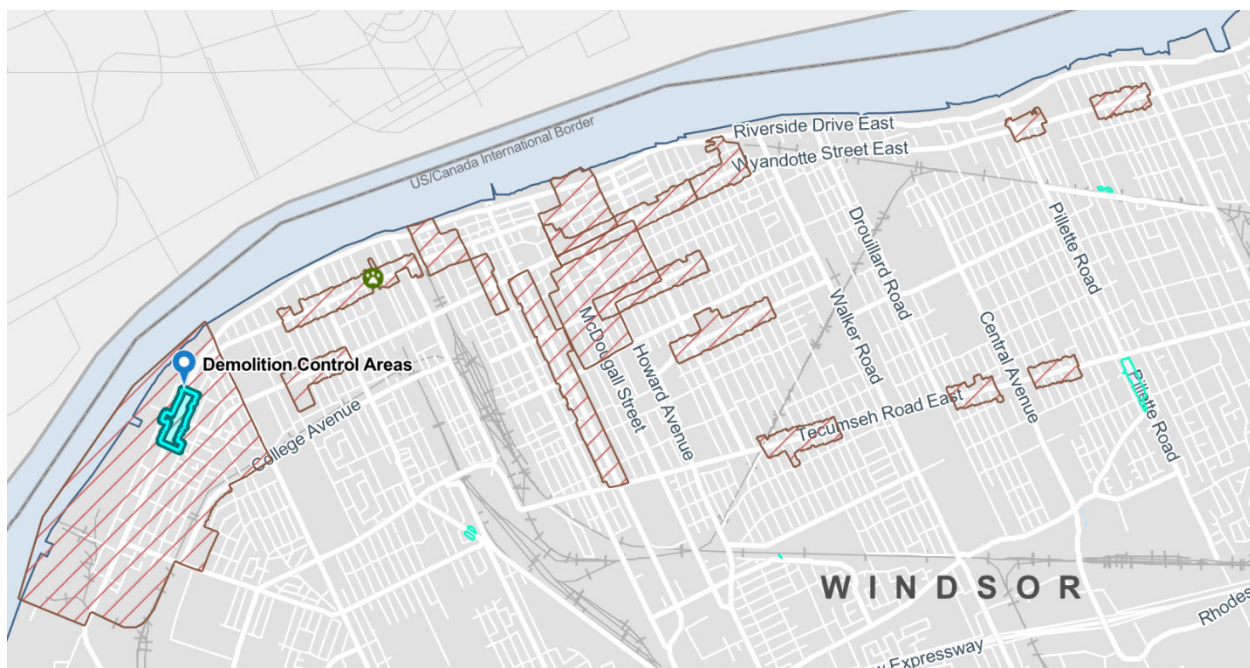 US/Canada International Border
Riverside Drive East
Wyandotte Street East
Demolition Control Areas
College Avenue
McDougall Street
Howard Avenue
Walker Road
Drouillard Road
Central Avenue
Pillette Road
Tecumseh Road East
Pillette Road
WINDSOR
Expressway
Rhodes